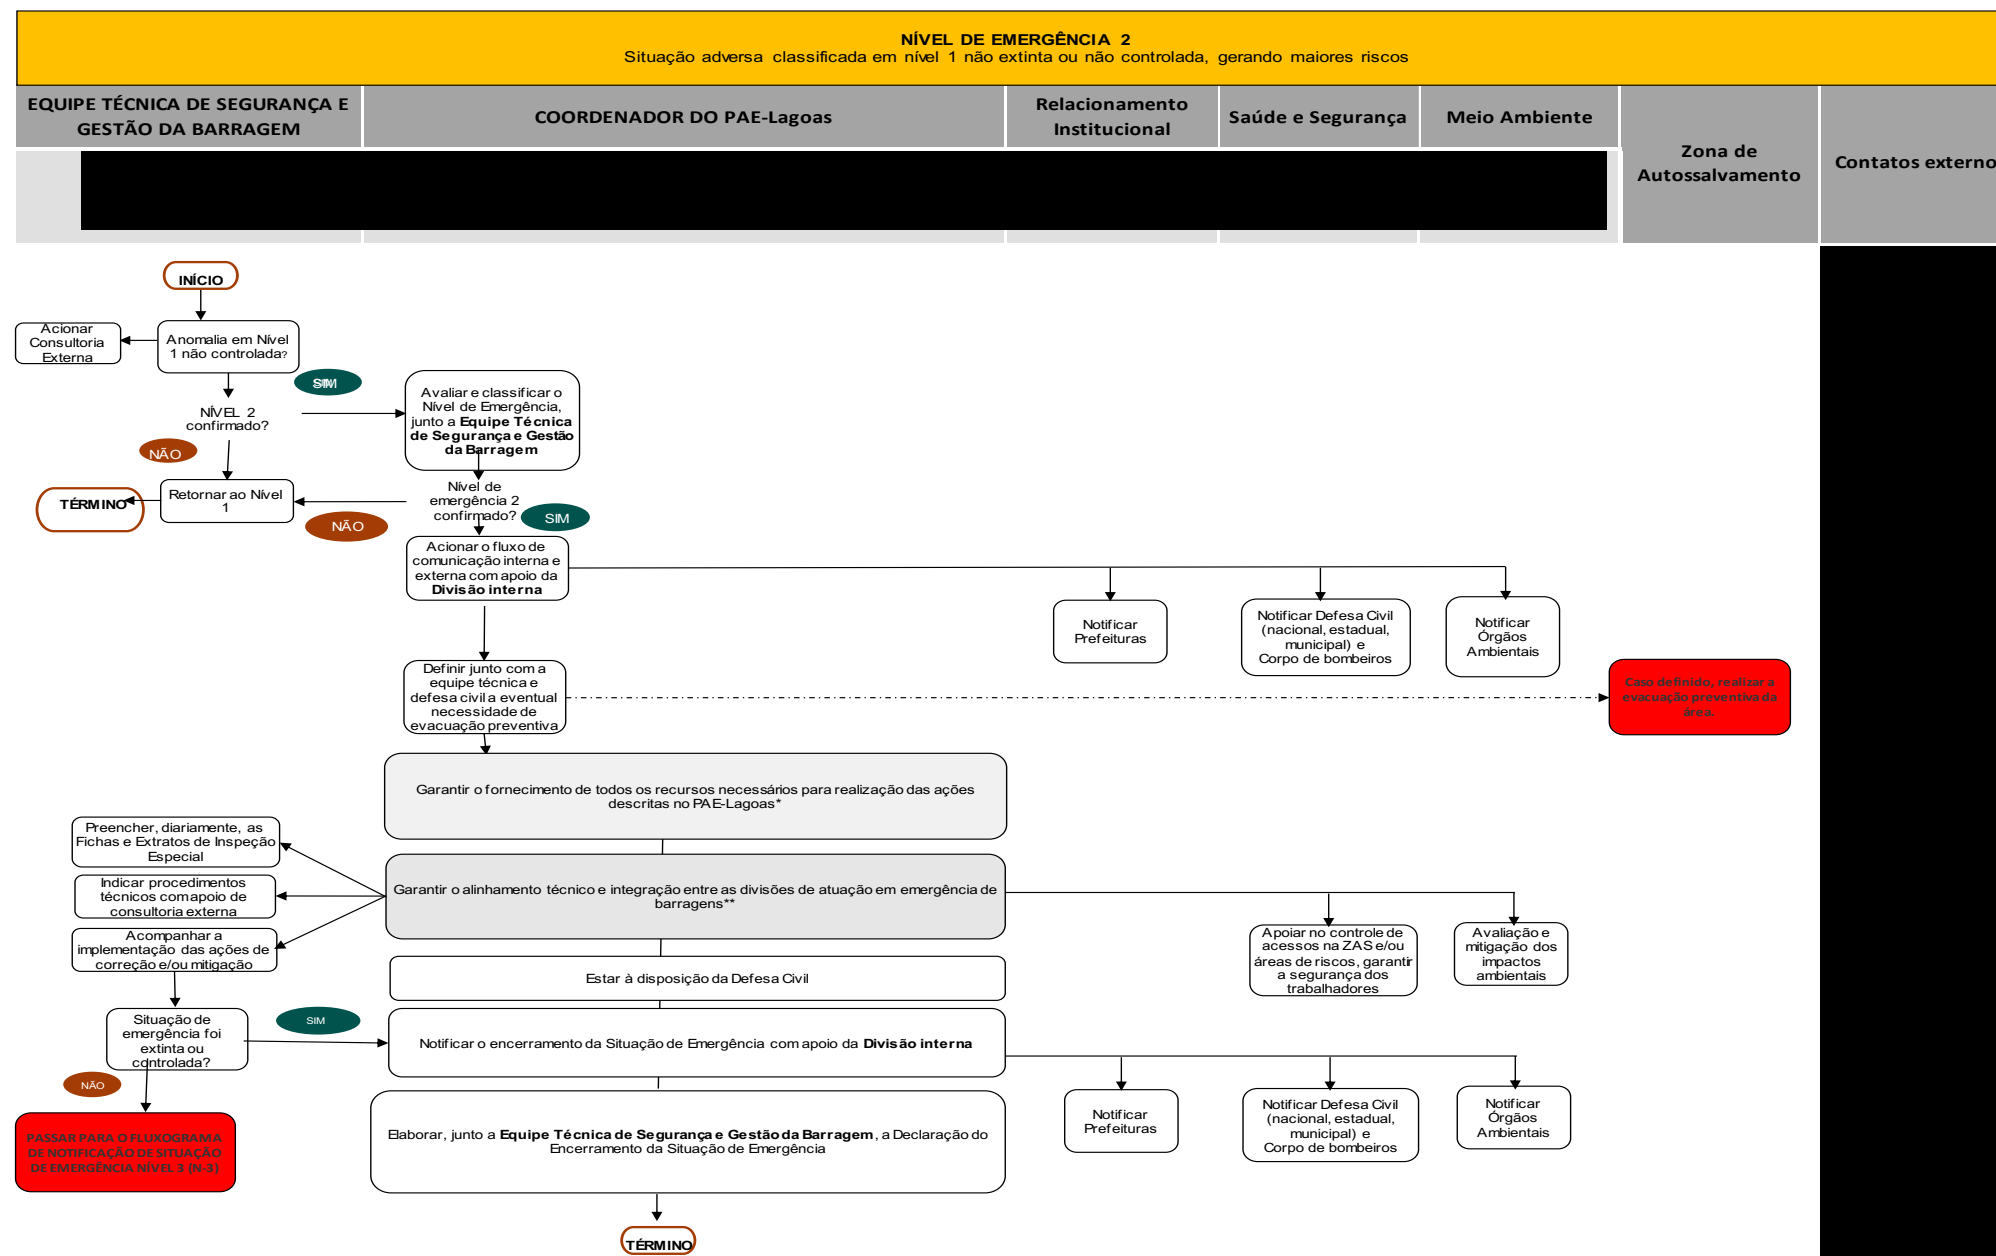 NÍVEL DE EMERGÊNCIA 2
Situação adversa classificada em nível 1 não extinta ou não controlada, gerando maiores riscos
EQUIPE TÉCNICA DE SEGURANÇA E
GESTÃO DA BARRAGEM
COORDENADOR DO PAE-Lagoas
Relacionamento
Institucional
Saúde e Segurança
Meio Ambiente
Zona de
Autossalvamento
Contatos externo
INÍCIO
Acionar
Consultoria
Externa
Anomalia em Nível
1 não controlada?
SIM
NÍVEL 2
confirmado?
NÃO
Avaliar e classificar o
Nível de Emergência,
junto a Equipe Técnica
de Segurança e Gestão
da Barragem
TÉRMINO
Retornar ao Nível
1
Nível de
emergência 2
confirmado?
NÃO
SIM
Acionar o fluxo de
comunicação interna e
externa com apoio da
Divisão interna
Notificar
Prefeituras
Notificar Defesa Civil
(nacional, estadual,
municipal) e
Corpo de bombeiros
Notificar
Órgãos
Ambientais
Definir junto com a
equipe técnica e
defesa civil a eventual
necessidade de
evacuação preventiva
Caso definido, realizar a
evacuação preventiva da
área.
Garantir o fornecimento de todos os recursos necessários para realização das ações
descritas no PAE-Lagoas*
Preencher, diariamente, as
Fichas e Extratos de Inspeção
Especial
Indicar procedimentos
técnicos com apoio de
consultoria externa
Acompanhar a
implementação das ações de
correção e/ou mitigação
Garantir o alinhamento técnico e integração entre as divisões de atuação em emergência de
barragens**
Apoiar no controle de
acessos na ZAS e/ou
áreas de riscos, garantir
a segurança dos
trabalhadores
Avaliação e
mitigação dos
impactos
ambientais
Estar à disposição da Defesa Civil
Situação de
emergência foi
extinta ou
controlada?
SIM
NÃO
Notificar o encerramento da Situação de Emergência com apoio da Divisão interna
Notificar
Prefeituras
Notificar Defesa Civil
(nacional, estadual,
municipal) e
Corpo de bombeiros
Notificar
Órgãos
Ambientais
PASSAR PARA O FLUXOGRAMA
DE NOTIFICAÇÃO DE SITUAÇÃO
DE EMERGÊNCIA NÍVEL 3 (N-3)
Elaborar, junto a Equipe Técnica de Segurança e Gestão da Barragem, a Declaração do
Encerramento da Situação de Emergência
TÉRMINO